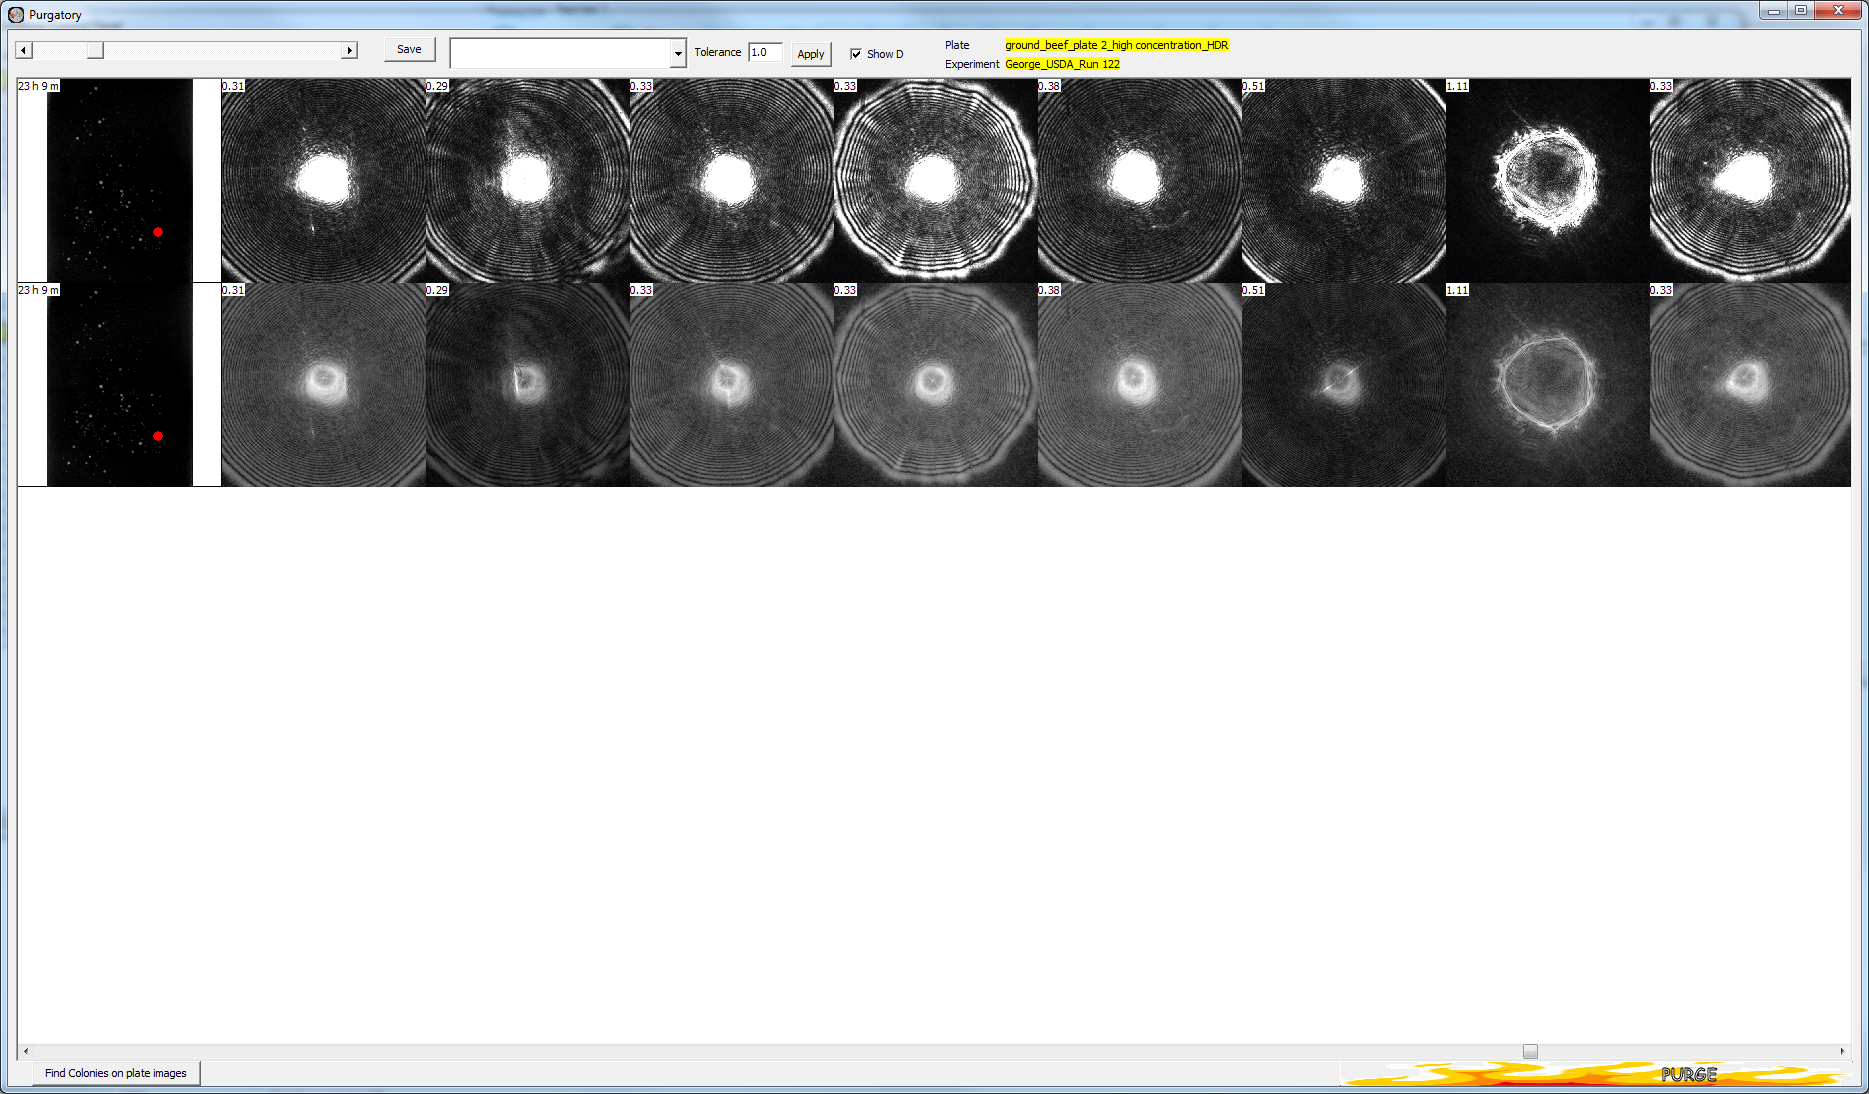 Purgatory
Save
Tolerance 1.0 Apply Show D
Plate ground_beef_plate 2_high concentration_HDR
Experiment George_USDA_Run 122
23 h 9 m 0.31 0.29 0.33 0.33 0.38 0.51 1.11 0.33
23 h 9 m 0.31 0.29 0.33 0.33 0.38 0.51 1.11 0.33
Find Colonies on plate images
PURGE